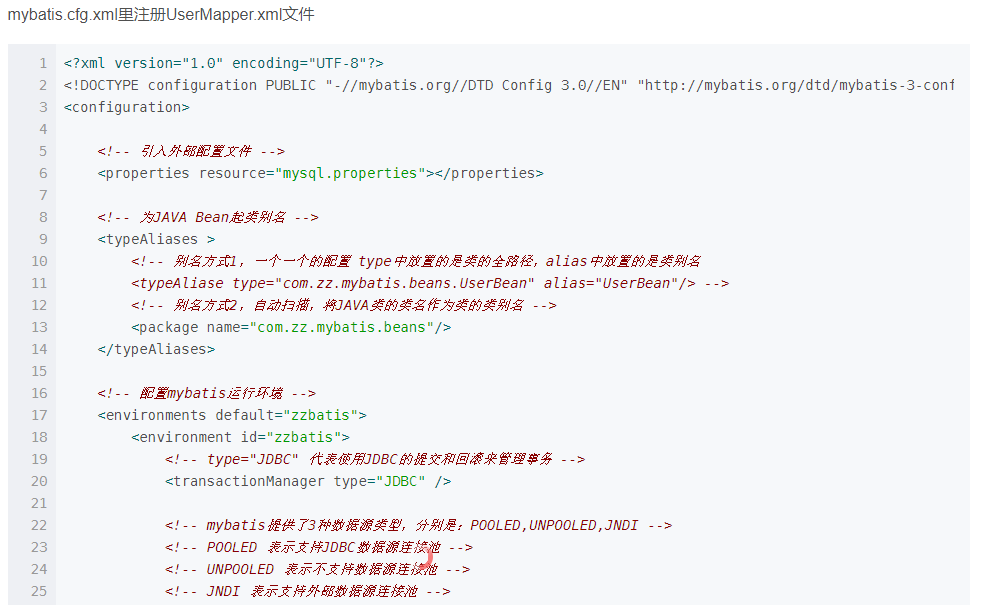 mybatis.cfg.xml里注册UserMapper.xml文件
1 <?xml version="1.0" encoding="UTF-8"?>
2 <!DOCTYPE configuration PUBLIC "-//mybatis.org//DTD Config 3.0//EN" "http://mybatis.org/dtd/mybatis-3-conf
3 <configuration>
4
5     <!-- 引入外部配置文件 -->
6     <properties resource="mysql.properties"></properties>
7
8     <!-- 为JAVA Bean起类别名 -->
9     <typeAliases >
10         <!-- 别名方式1，一个一个的配置 type中放置的是类的全路径，alias中放置的是类别名
11         <typeAliase type="com.zz.mybatis.beans.UserBean" alias="UserBean"/> -->
12         <!-- 别名方式2，自动扫描，将JAVA类的类名作为类的类别名 -->
13         <package name="com.zz.mybatis.beans"/>
14     </typeAliases>
15
16     <!-- 配置mybatis运行环境 -->
17     <environments default="zzbatis">
18         <environment id="zzbatis">
19             <!-- type="JDBC" 代表使用JDBC的提交和回滚来管理事务 -->
20             <transactionManager type="JDBC" />
21
22             <!-- mybatis提供了3种数据源类型，分别是：POOLED,UNPOOLED,JNDI -->
23             <!-- POOLED 表示支持JDBC数据源连接池 -->
24             <!-- UNPOOLED 表示不支持数据源连接池 -->
25             <!-- JNDI 表示支持外部数据源连接池 -->